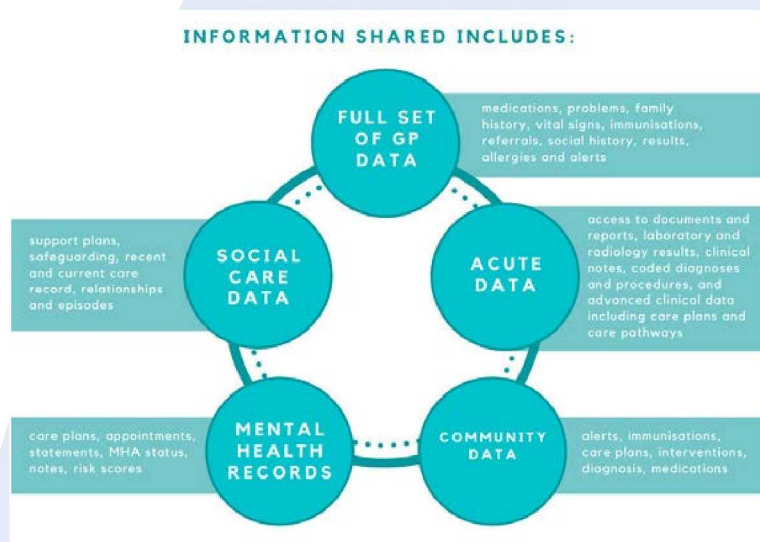 INFORMATION SHARED INCLUDES:
FULL SET
OF GP
DATA
medications, problems, family
history, vital signs, immunisations,
referrals, social history, results,
allergies and alerts
ACUTE
DATA
access to documents and
reports, laboratory and
radiology results, clinical
notes, coded diagnoses
and procedures, and
advanced clinical data
including care plans and
care pathways
COMMUNITY
DATA
alerts, immunisations,
care plans, interventions,
diagnosis, medications
MENTAL
HEALTH
RECORDS
care plans, appointments,
statements, MHA status,
notes, risk scores
SOCIAL
CARE
DATA
support plans,
safeguarding, recent
and current care
record, relationships
and episodes